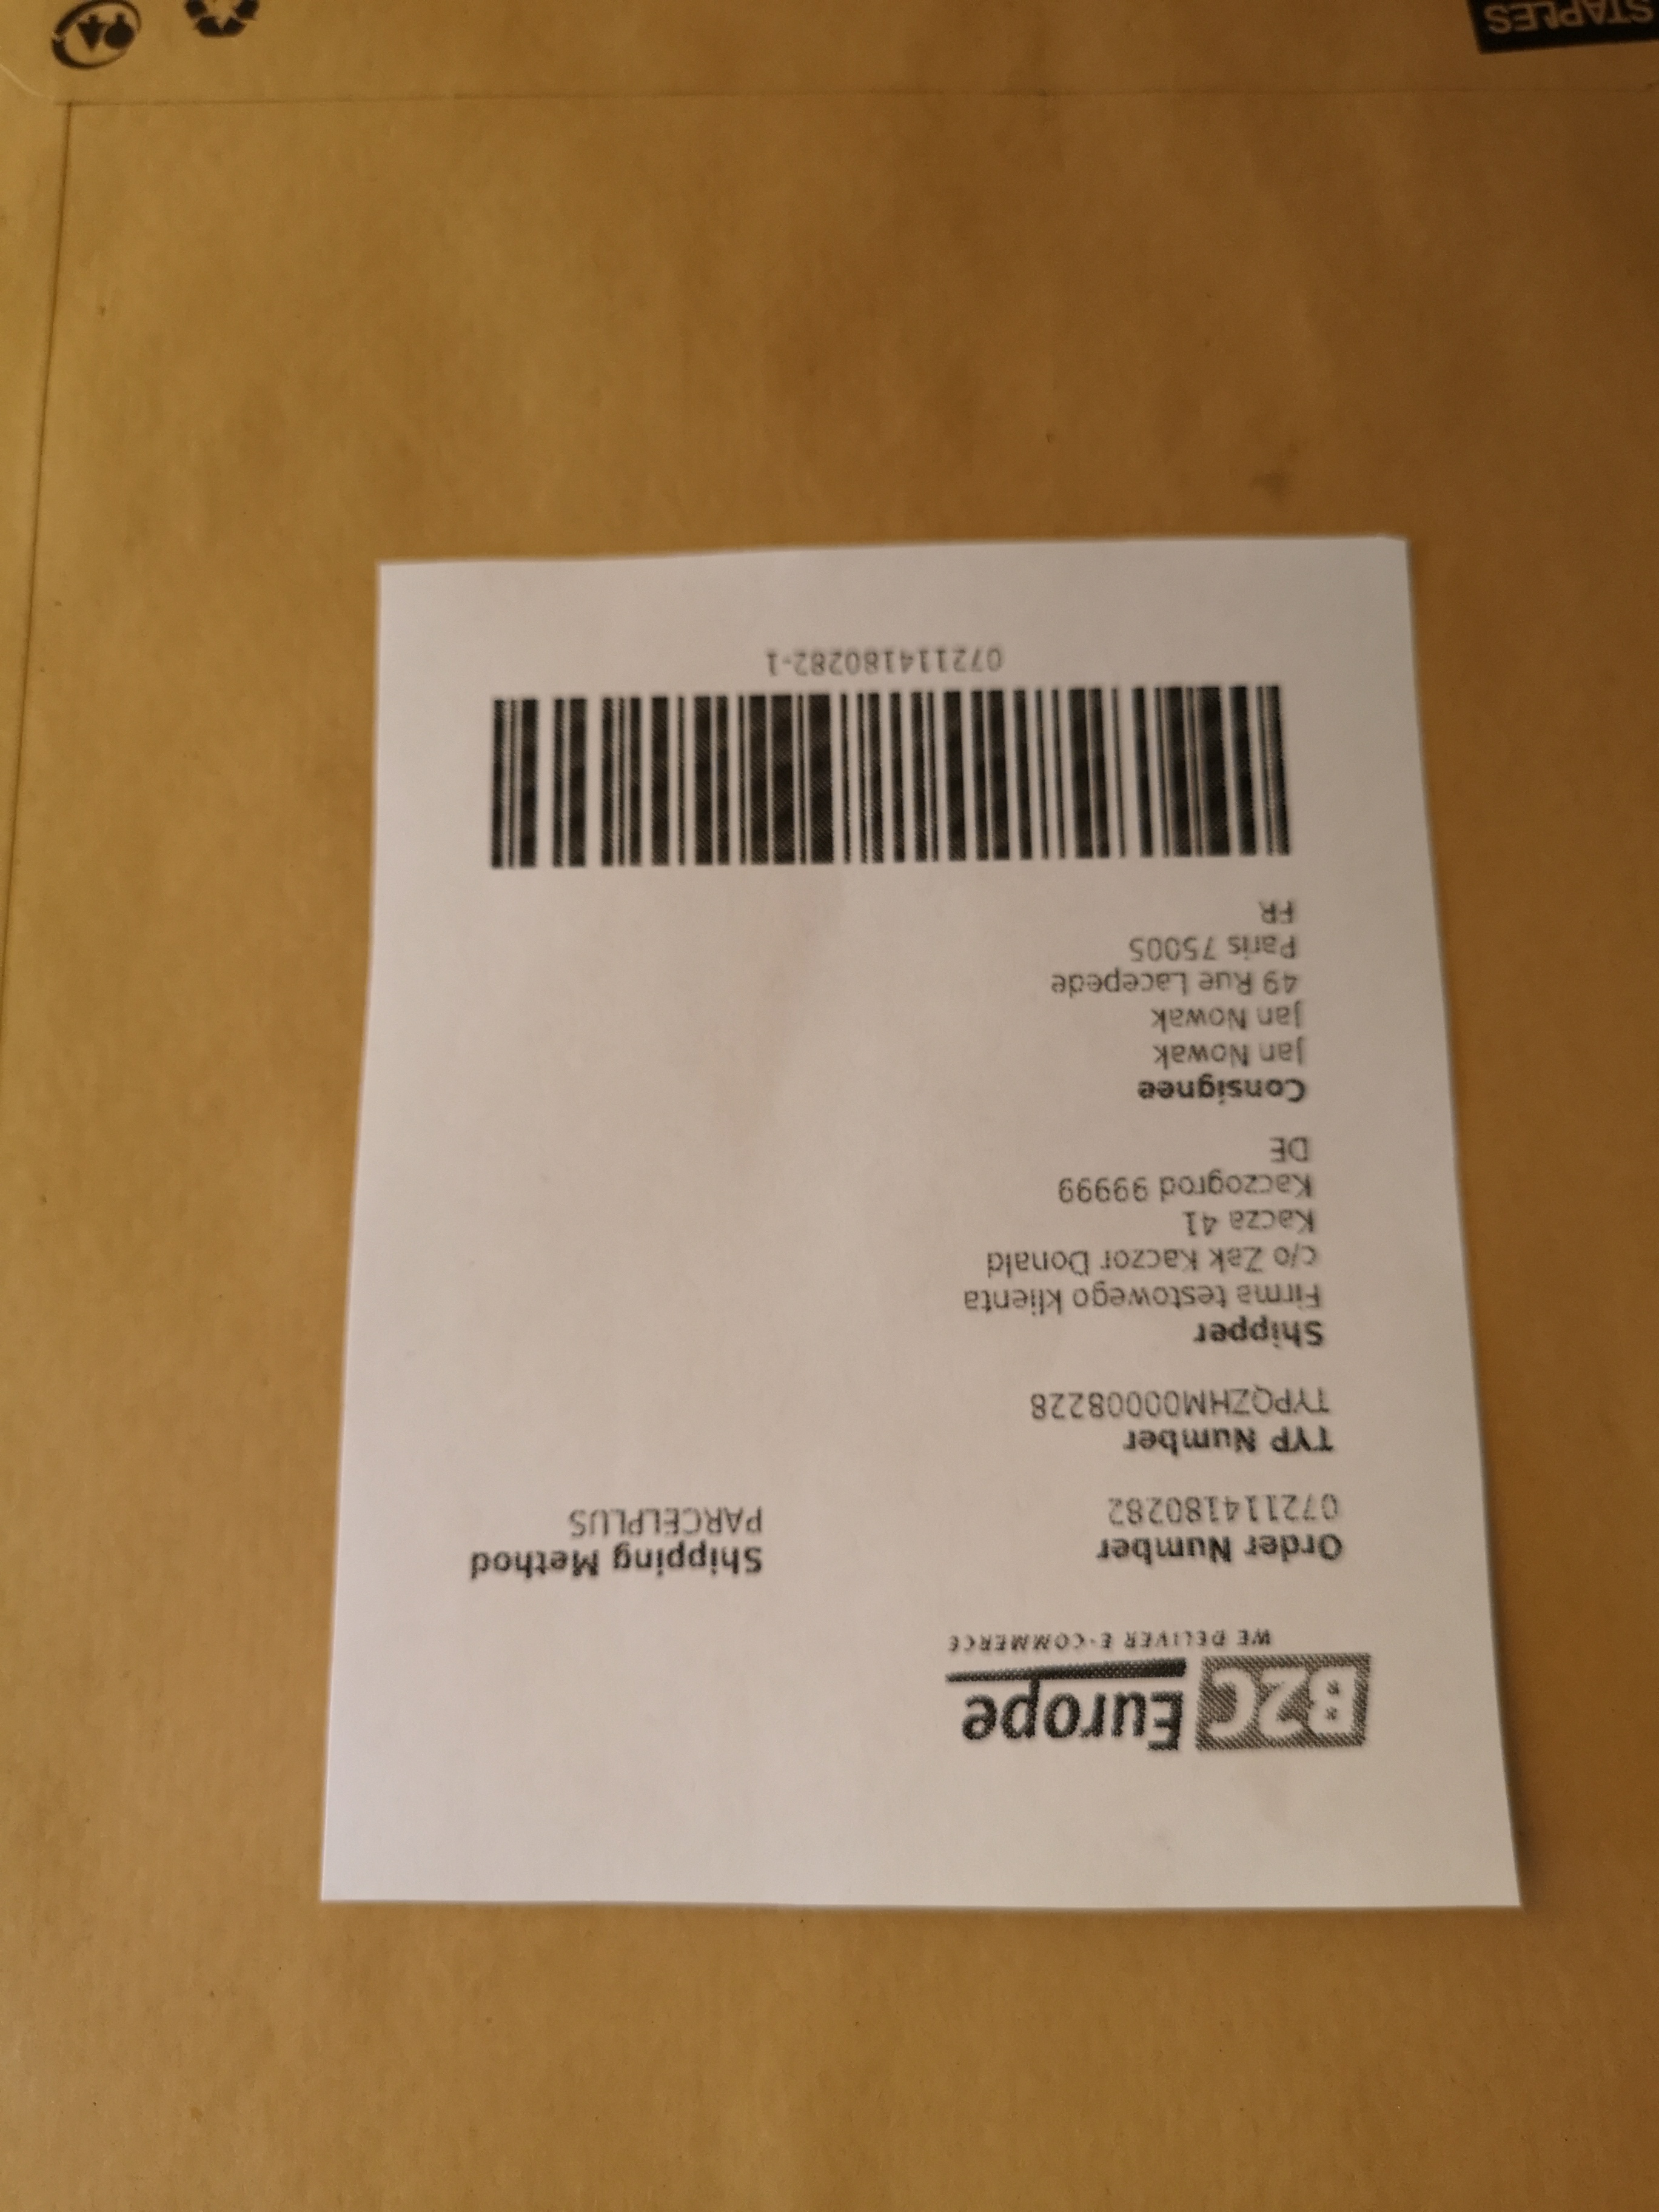 B2C Europe
WE DELIVER E-COMMERCE
Order Number
072114180282
Shipping Method
PARCELPLUS
TYP Number
TYPQZHM00008228
Shipper
Firma testowego klienta
c/o Zak Kaczor Donald
Kacza 41
Kaczogrod 99999
DE
Consignee
Jan Nowak
Jan Nowak
49 Rue Lacepede
Paris 75005
FR
072114180282-1
STAPLES